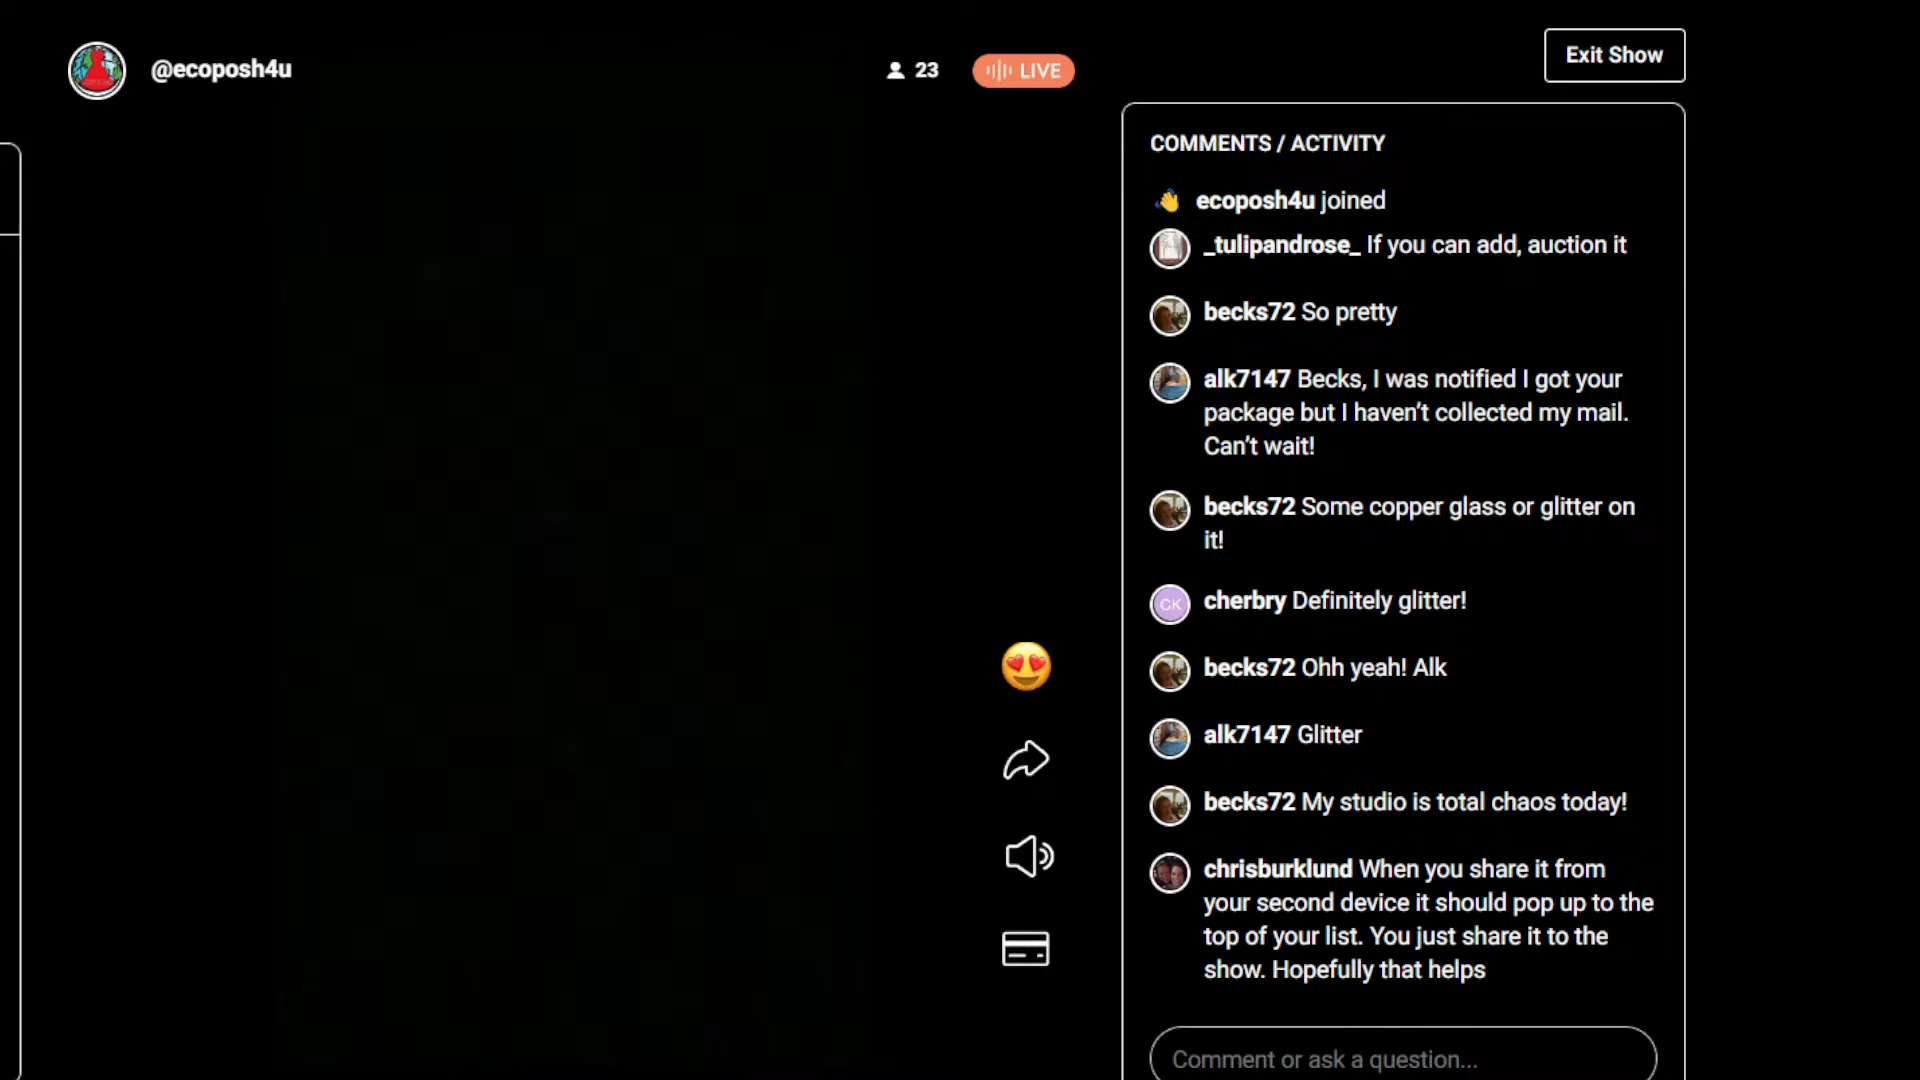 @ecoposh4u
23
LIVE
Exit Show
COMMENTS / ACTIVITY
ecoposh4u joined
_tulipandrose_ If you can add, auction it
becks72 So pretty
alk7147 Becks, I was notified I got your
package but I haven’t collected my mail.
Can’t wait!
becks72 Some copper glass or glitter on
it!
CK
cherbry Definitely glitter!
becks72 Ohh yeah! Alk
alk7147 Glitter
becks72 My studio is total chaos today!
chrisburklund When you share it from
your second device it should pop up to the
top of your list. You just share it to the
show. Hopefully that helps
Comment or ask a question...